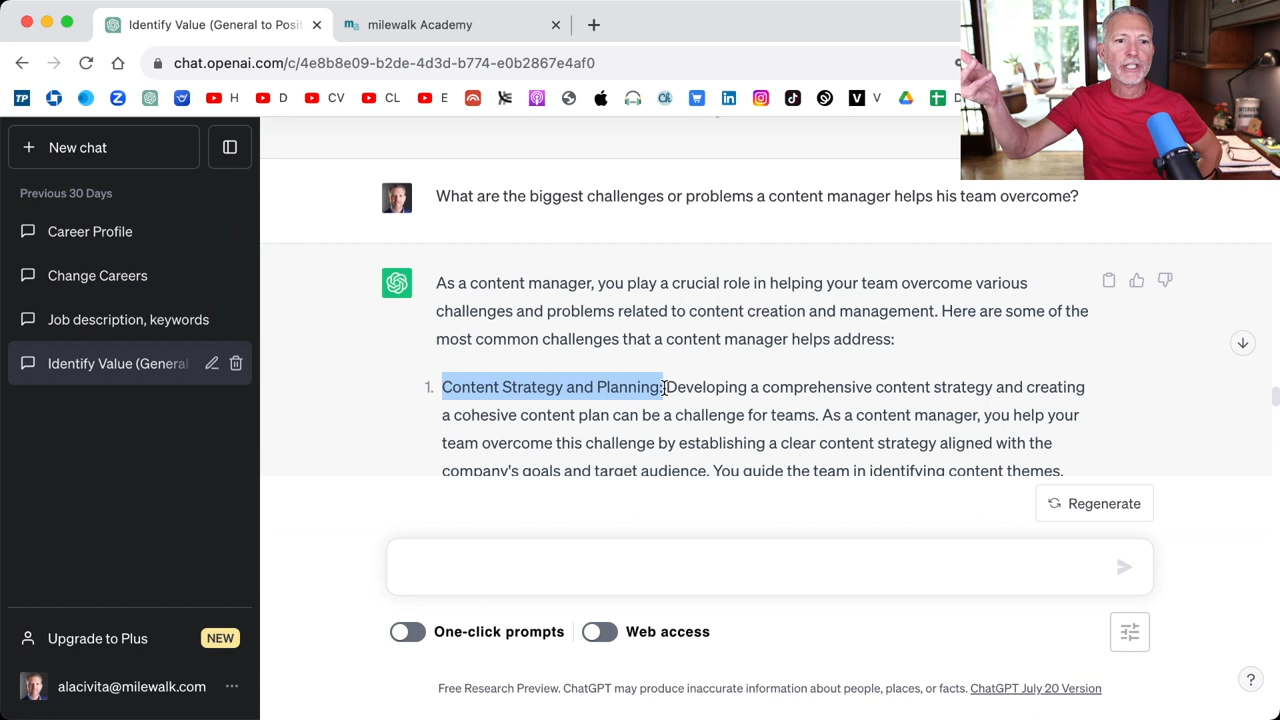 Identify Value (General to Posit
milewalk Academy
chat.openai.com/c/4e8b8e09-b2de-4d3d-b774-e0b2867e4af0
TP
H
D
CV
CL
E
V
New chat
Previous 30 Days
Career Profile
Change Careers
Job description, keywords
Identify Value (General
Upgrade to Plus
NEW
alacivita@milewalk.com
What are the biggest challenges or problems a content manager helps his team overcome?
As a content manager, you play a crucial role in helping your team overcome various
challenges and problems related to content creation and management. Here are some of the
most common challenges that a content manager helps address:
1. Content Strategy and Planning: Developing a comprehensive content strategy and creating
a cohesive content plan can be a challenge for teams. As a content manager, you help your
team overcome this challenge by establishing a clear content strategy aligned with the
company's goals and target audience. You guide the team in identifying content themes,
Regenerate
One-click prompts
Web access
Free Research Preview. ChatGPT may produce inaccurate information about people, places, or facts. ChatGPT July 20 Version
?